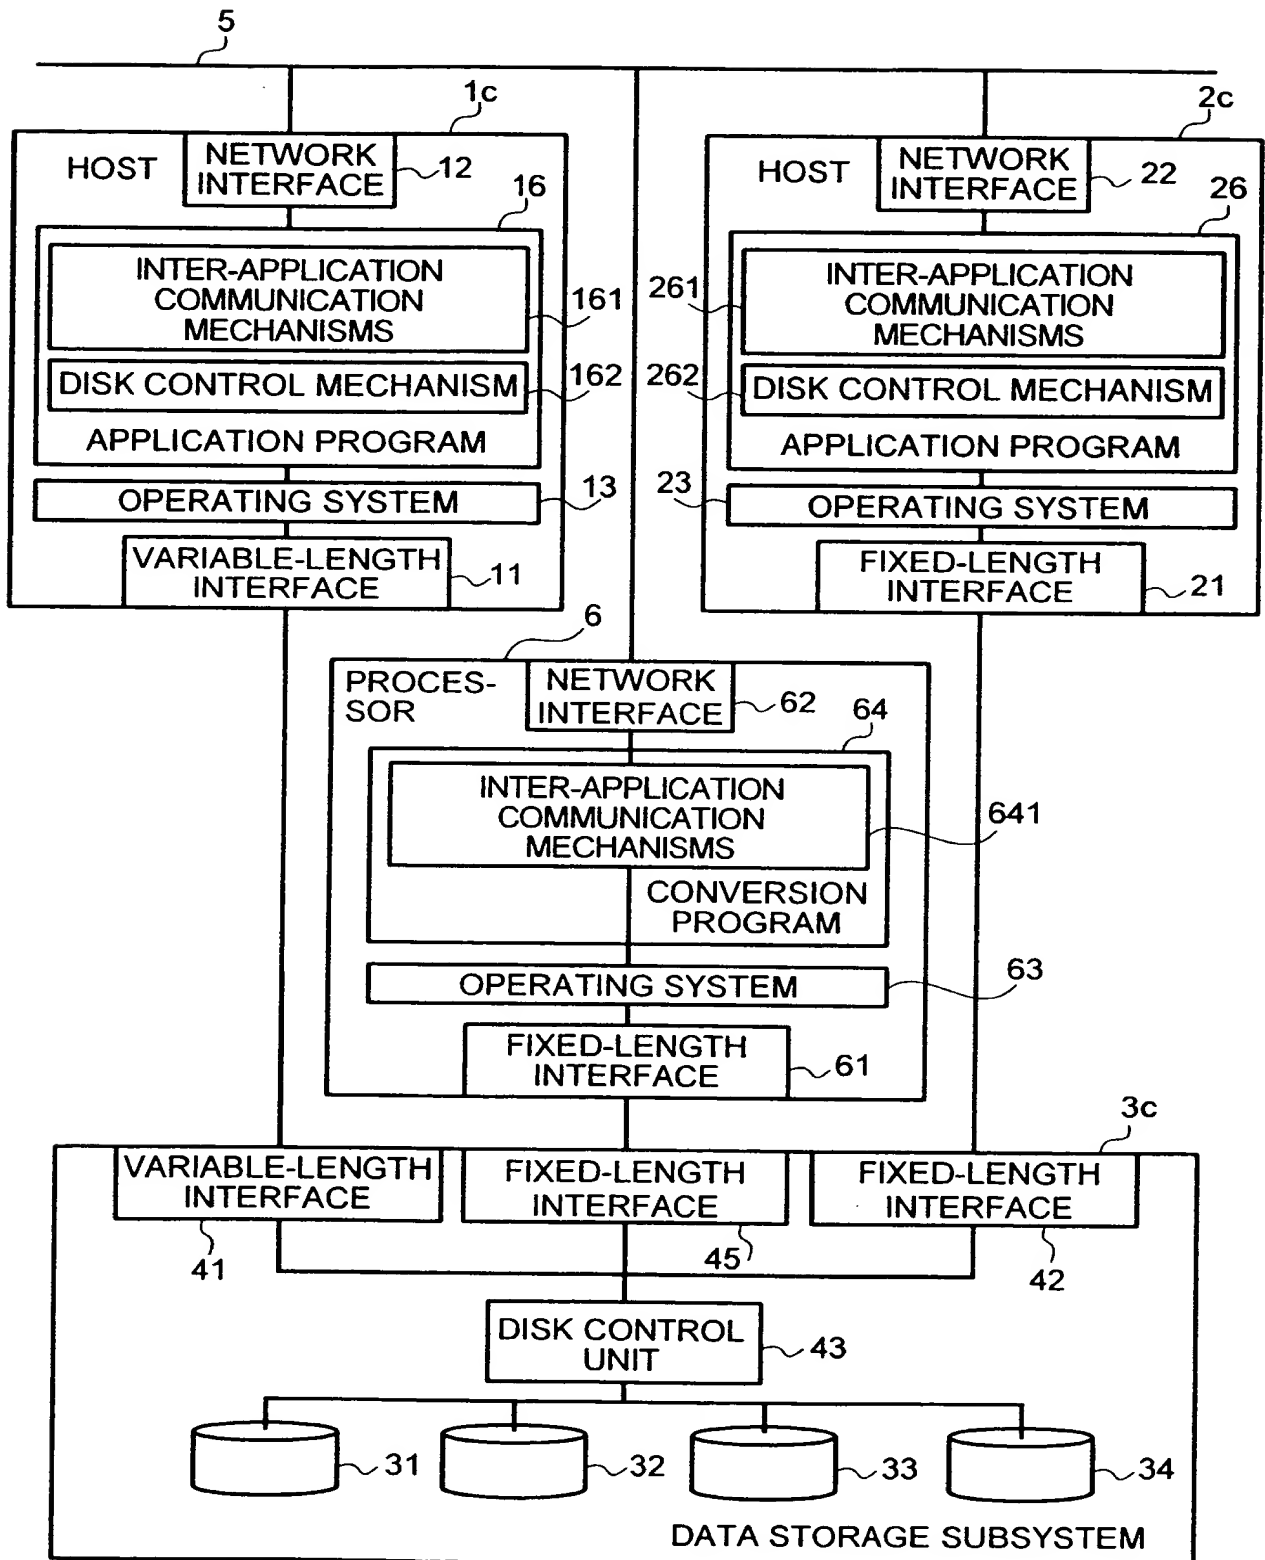 5
1c
2c
HOST
NETWORK
INTERFACE
12
16
INTER-APPLICATION
COMMUNICATION
MECHANISMS
161
DISK CONTROL MECHANISM
162
APPLICATION PROGRAM
OPERATING SYSTEM
13
VARIABLE-LENGTH
INTERFACE
11
HOST
NETWORK
INTERFACE
22
26
INTER-APPLICATION
COMMUNICATION
MECHANISMS
261
DISK CONTROL MECHANISM
262
APPLICATION PROGRAM
23
OPERATING SYSTEM
FIXED-LENGTH
INTERFACE
21
6
PROCES-
SOR
NETWORK
INTERFACE
62
64
INTER-APPLICATION
COMMUNICATION
MECHANISMS
641
CONVERSION
PROGRAM
OPERATING SYSTEM
63
FIXED-LENGTH
INTERFACE
61
3c
VARIABLE-LENGTH
INTERFACE
41
FIXED-LENGTH
INTERFACE
45
FIXED-LENGTH
INTERFACE
42
DISK CONTROL
UNIT
43
31
32
33
34
DATA STORAGE SUBSYSTEM